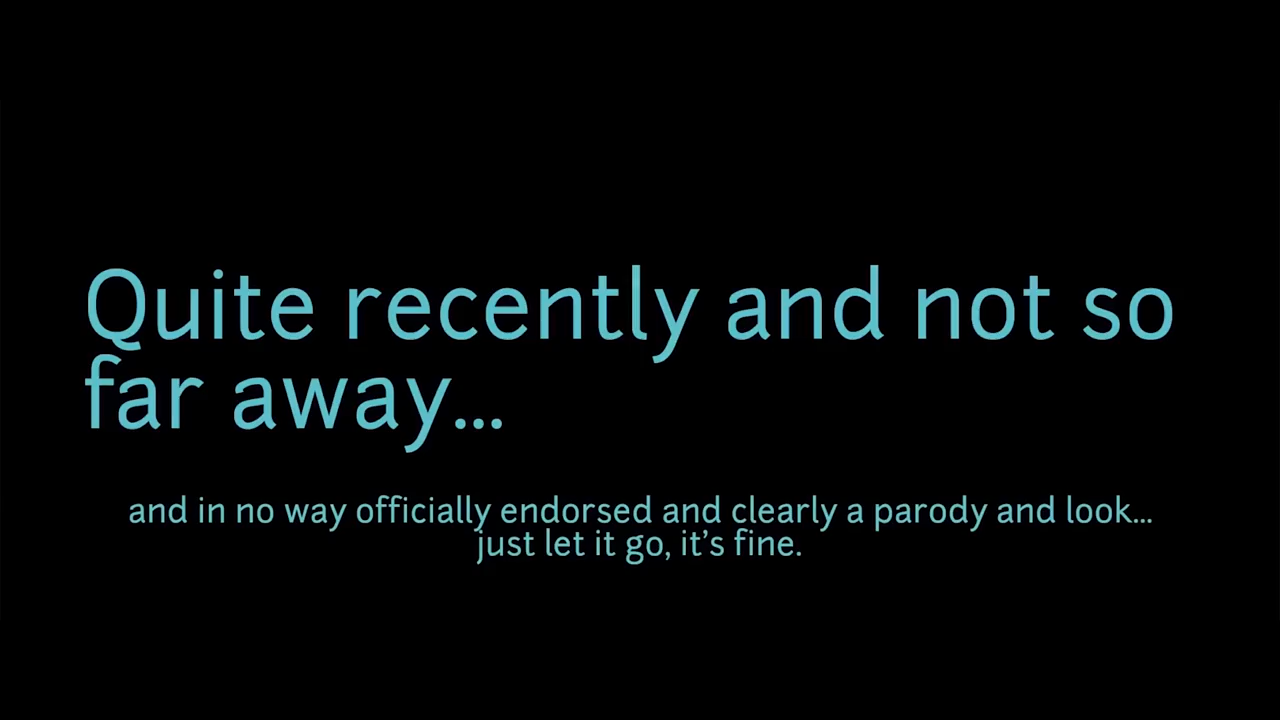 Quite recently and not so
far away...
and in no way officially endorsed and clearly a parody and look...
just let it go, it’s fine.